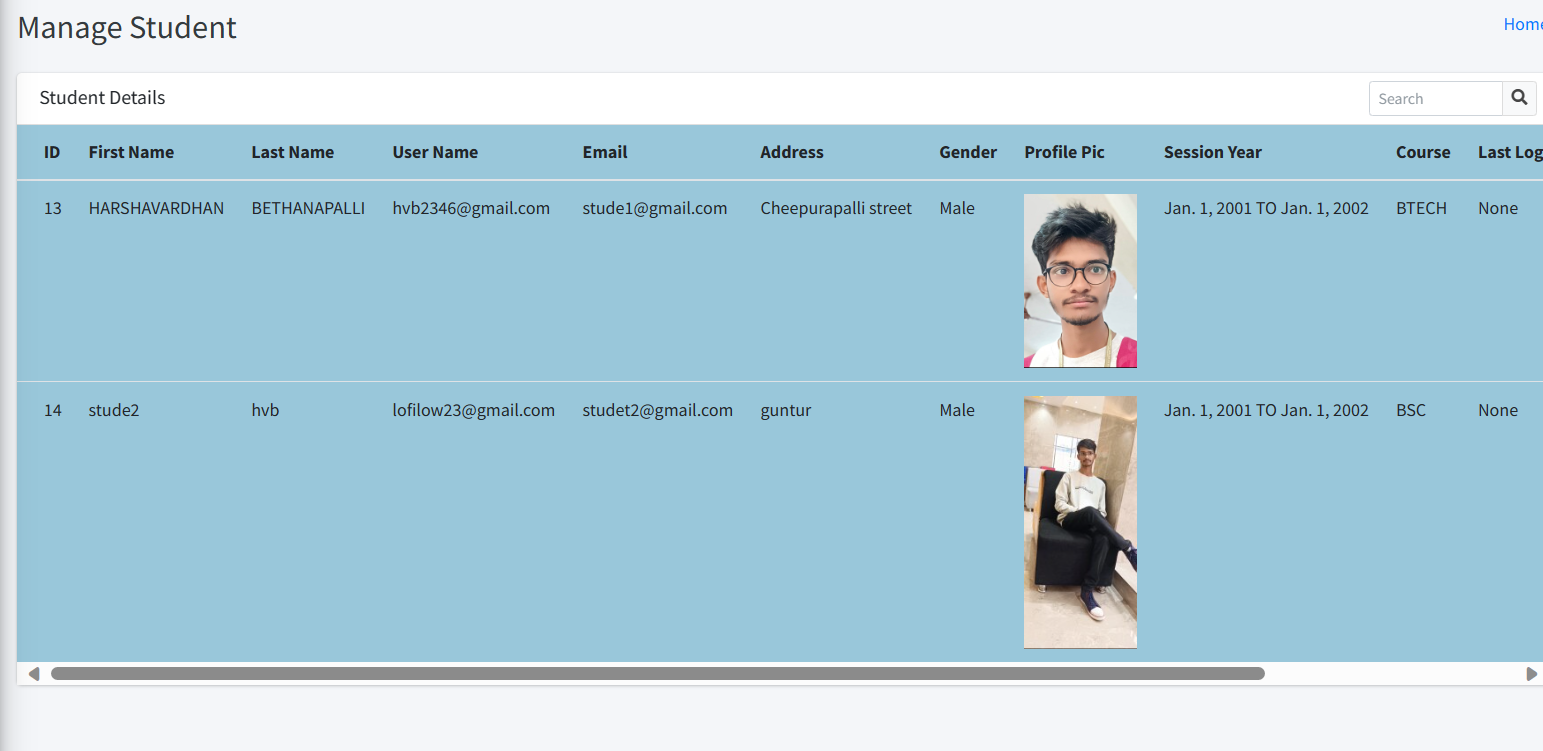 Manage Student
Home
Student Details
Search
ID First Name Last Name User Name Email Address Gender Profile Pic Session Year Course Last Log
13 HARSHAVARDHAN BETHANAPALLI hvb2346@gmail.com stude1@gmail.com Cheepurapalli street Male Jan. 1, 2001 TO Jan. 1, 2002 BTECH None
14 stude2 hvb lofilow23@gmail.com studet2@gmail.com guntur Male Jan. 1, 2001 TO Jan. 1, 2002 BSC None